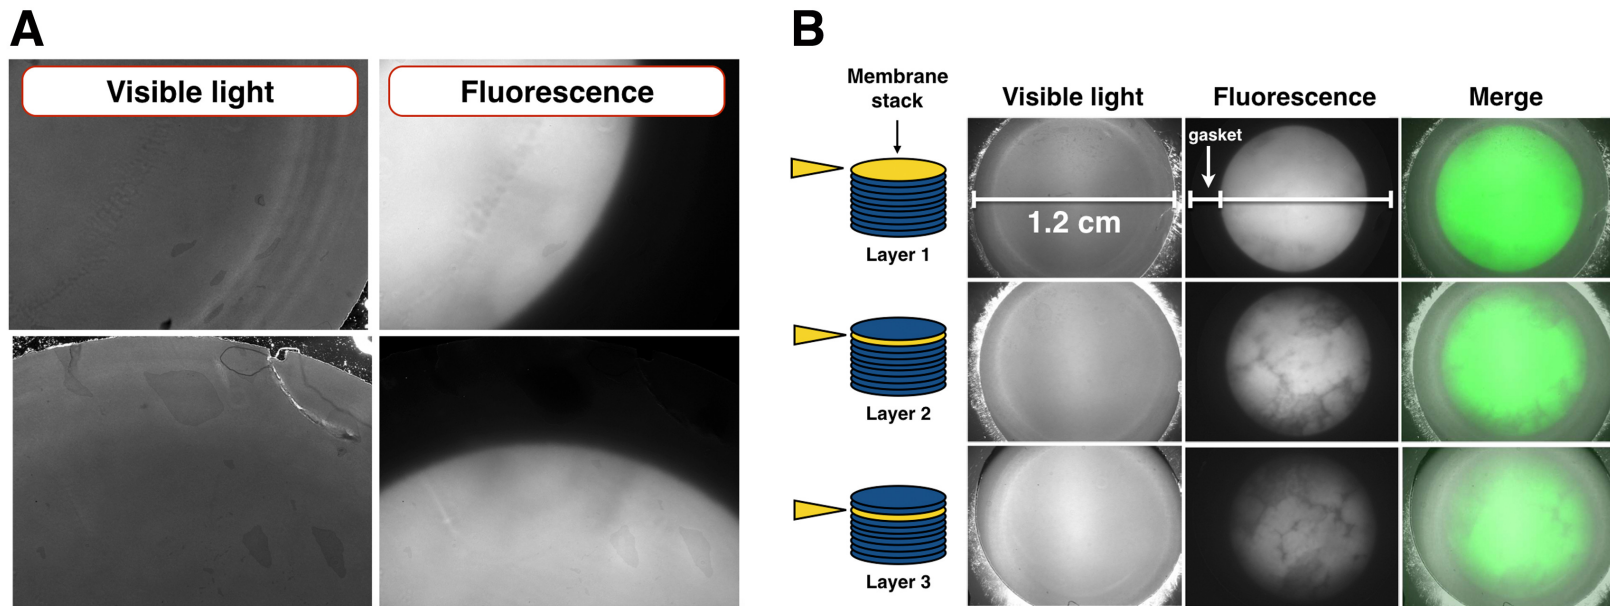 A
Visible light
Fluorescence
B
Membrane
stack
Visible light
Fluorescence
Merge
gasket
1.2 cm
Layer 1
Layer 2
Layer 3